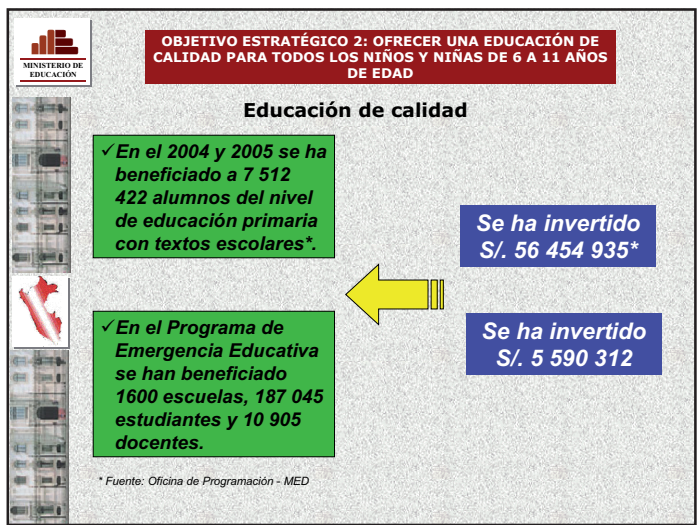 MINISTERIO DE
EDUCACIÓN
OBJETIVO ESTRATÉGICO 2: OFRECER UNA EDUCACIÓN DE
CALIDAD PARA TODOS LOS NIÑOS Y NIÑAS DE 6 A 11 AÑOS
DE EDAD
Educación de calidad
✓En el 2004 y 2005 se ha
beneficiado a 7 512
422 alumnos del nivel
de educación primaria
con textos escolares*.
Se ha invertido
S/. 56 454 935*
✓En el Programa de
Emergencia Educativa
se han beneficiado
1600 escuelas, 187 045
estudiantes y 10 905
docentes.
Se ha invertido
S/. 5 590 312
* Fuente: Oficina de Programación - MED